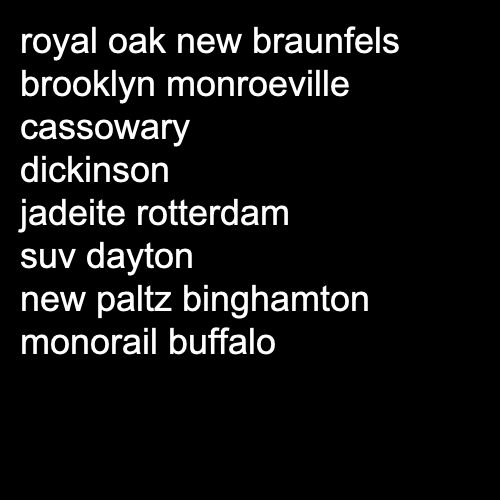 royal oak new braunfels
brooklyn monroeville
cassowary
dickinson
jadeite rotterdam
suv dayton
new paltz binghamton
monorail buffalo